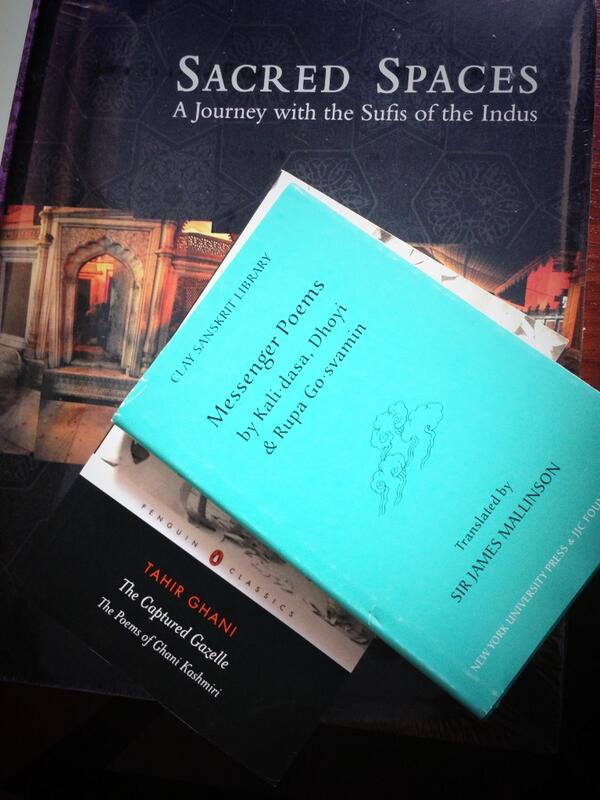 SACRED SPACES
A Journey with the Sufis of the Indus
CLAY SANSKRIT LIBRARY
Messenger Poems
by Kali·dasa, Dhoyi
& Rupa Go·svamin
Translated by
SIR JAMES MALLINSON
NEW YORK UNIVERSITY PRESS & JJC FOUN
PENGUIN CLASSICS
TAHIR GHANI
The Captured Gazelle
The Poems of Ghani Kashmiri